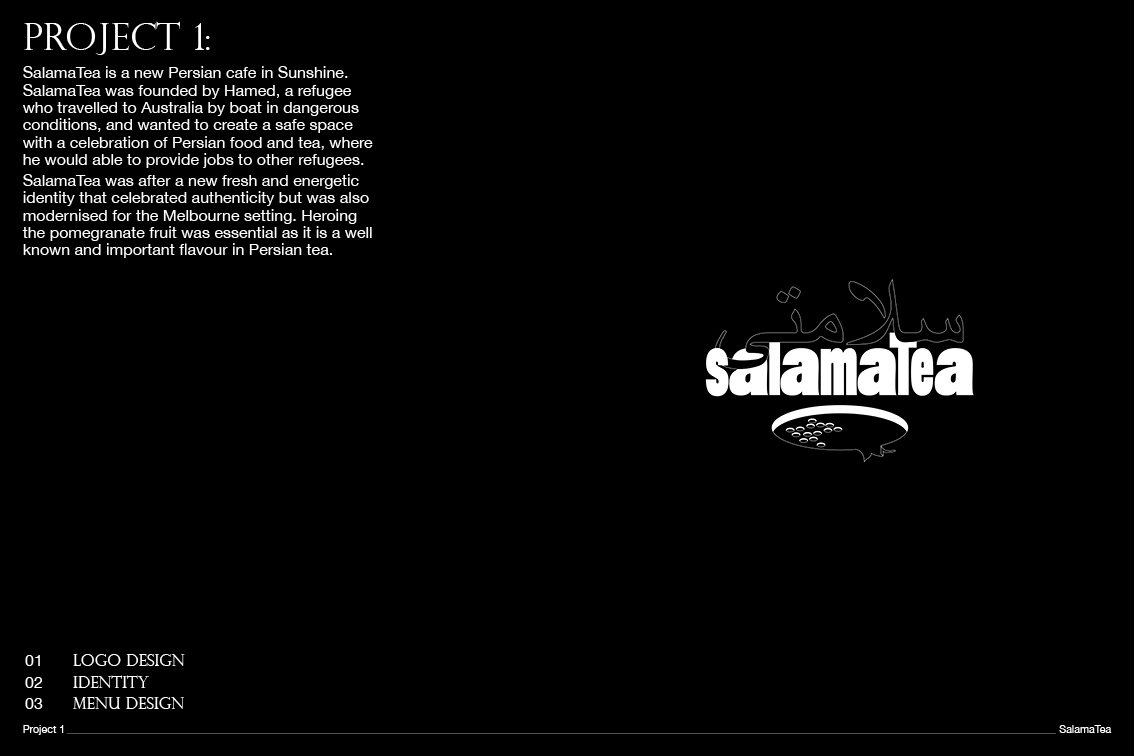 PROJECT 1:
SalamaTea is a new Persian cafe in Sunshine.
SalamaTea was founded by Hamed, a refugee
who travelled to Australia by boat in dangerous
conditions, and wanted to create a safe space
with a celebration of Persian food and tea, where
he would able to provide jobs to other refugees.
SalamaTea was after a new fresh and energetic
identity that celebrated authenticity but was also
modernised for the Melbourne setting. Heroing
the pomegranate fruit was essential as it is a well
known and important flavour in Persian tea.
سلامتی
salamaTea
01 LOGO DESIGN
02 IDENTITY
03 MENU DESIGN
Project 1
SalamaTea